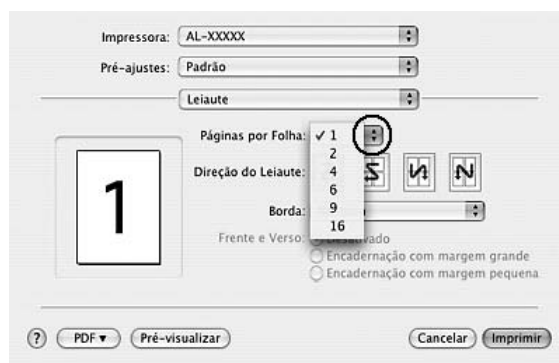 Impressora: AL-XXXXX
Pré-ajustes: Padrão
Leiaute
Páginas por Folha: ✓ 1
2
4
6
9
16
Direção do Leiaute:
Borda:
Frente e Verso:
Encadernação com margem grande
Encadernação com margem pequena
1
? PDF▼ Pré-visualizar Cancelar Imprimir